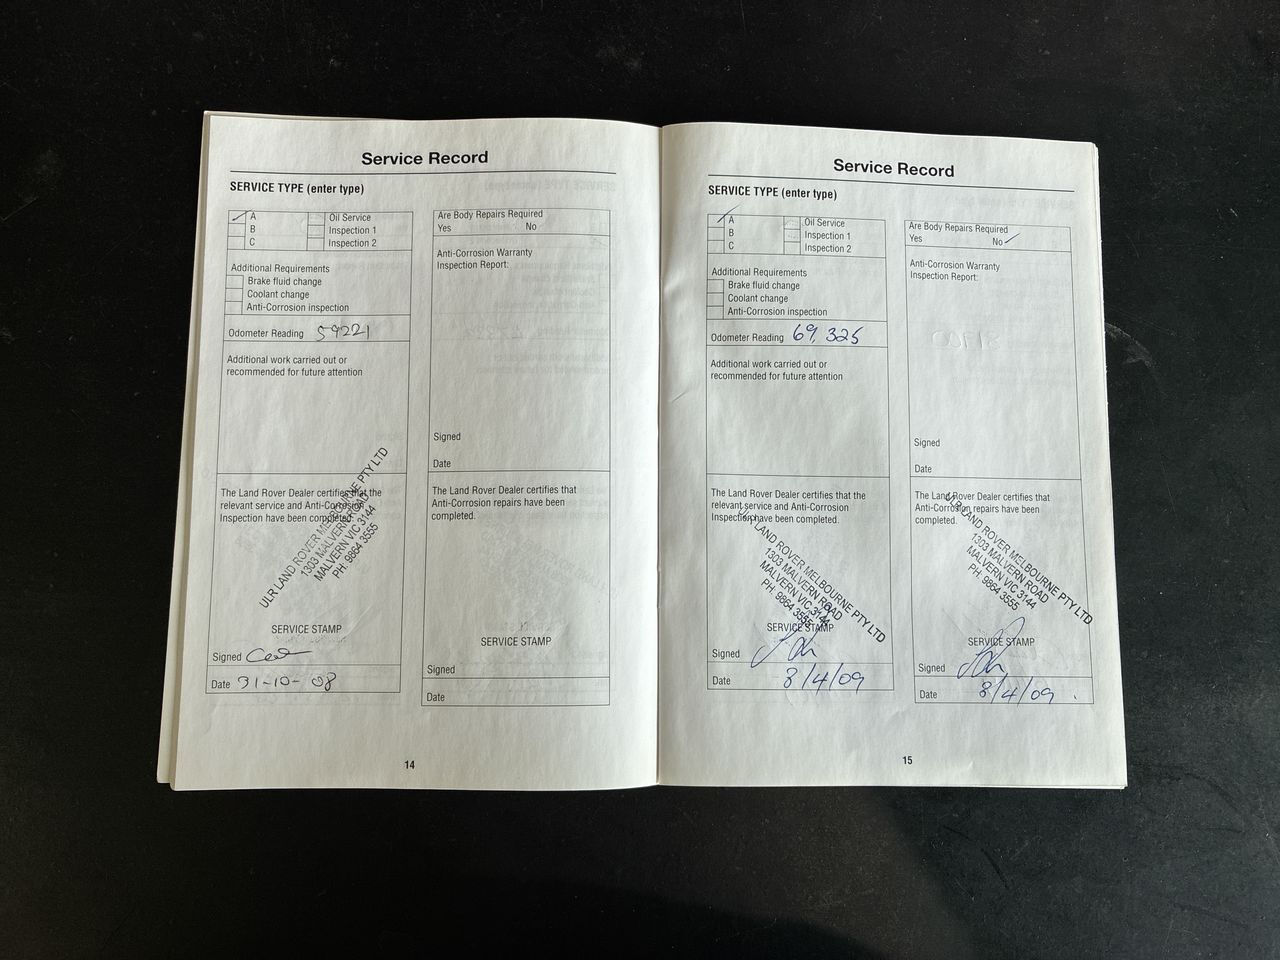 Service Record
SERVICE TYPE (enter type)
A
Oil Service
B
Inspection 1
C
Inspection 2
Additional Requirements
Brake fluid change
Coolant change
Anti-Corrosion inspection
Odometer Reading 59221
Additional work carried out or
recommended for future attention
The Land Rover Dealer certifies that the
relevant service and Anti-Corrosion
Inspection have been completed.
ULR LAND ROVER MELBOURNE PTY LTD
1303 MALVERN ROAD
MALVERN VIC 3144
PH: 9864 3555
SERVICE STAMP
Signed
Date 31-10-08
Are Body Repairs Required
Yes No
Anti-Corrosion Warranty
Inspection Report:
Signed
Date
The Land Rover Dealer certifies that
Anti-Corrosion repairs have been
completed.
SERVICE STAMP
Signed
Date
14
Service Record
SERVICE TYPE (enter type)
A
Oil Service
B
Inspection 1
C
Inspection 2
Additional Requirements
Brake fluid change
Coolant change
Anti-Corrosion inspection
Odometer Reading 69,325
Additional work carried out or
recommended for future attention
The Land Rover Dealer certifies that the
relevant service and Anti-Corrosion
Inspection have been completed.
ULR LAND ROVER MELBOURNE PTY LTD
1303 MALVERN ROAD
MALVERN VIC 3144
PH: 9864 3555
SERVICE STAMP
Signed
Date 8/4/09
Are Body Repairs Required
Yes No
Anti-Corrosion Warranty
Inspection Report:
Signed
Date
The Land Rover Dealer certifies that
Anti-Corrosion repairs have been
completed.
ULR LAND ROVER MELBOURNE PTY LTD
1303 MALVERN ROAD
MALVERN VIC 3144
PH: 9864 3555
SERVICE STAMP
Signed
Date 8/4/09
15